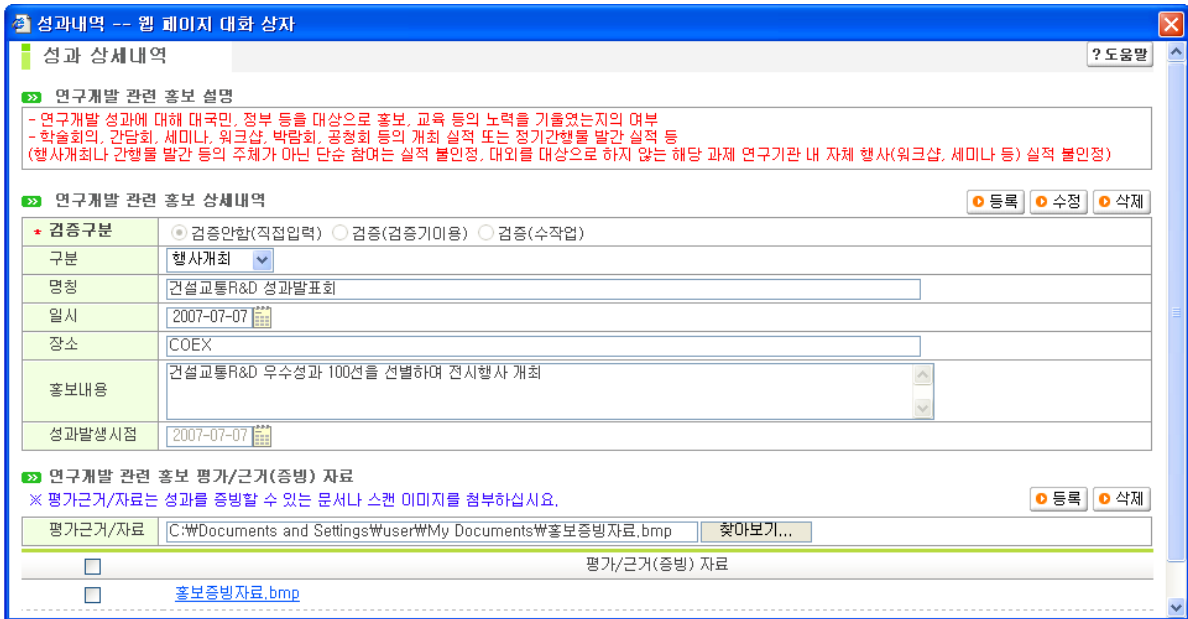 성과내역 -- 웹 페이지 대화 상자
성과 상세내역
?도움말
연구개발 관련 홍보 설명
- 연구개발 성과에 대해 대국민, 정부 등을 대상으로 홍보, 교육 등의 노력을 기울였는지의 여부
- 학술회의, 간담회, 세미나, 워크샵, 박람회, 공청회 등의 개최 실적 또는 정기간행물 발간 실적 등
(행사개최나 간행물 발간 등의 주체가 아닌 단순 참여는 실적 불인정, 대외를 대상으로 하지 않는 해당 과제 연구기관 내 자체 행사(워크샵, 세미나 등) 실적 불인정)
연구개발 관련 홍보 상세내역
등록 수정 삭제
* 검증구분 검증안함(직접입력) 검증(검증기이용) 검증(수작업)
구분 행사개최
명칭 건설교통R&D 성과발표회
일시 2007-07-07
장소 COEX
홍보내용 건설교통R&D 우수성과 100선을 선별하여 전시행사 개최
성과발생시점 2007-07-07
연구개발 관련 홍보 평가/근거(증빙) 자료
※ 평가근거/자료는 성과를 증빙할 수 있는 문서나 스캔 이미지를 첨부하십시요.
등록 삭제
평가근거/자료 C:₩Documents and Settings₩user₩My Documents₩홍보증빙자료.bmp 찾아보기...
평가/근거(증빙) 자료
홍보증빙자료.bmp